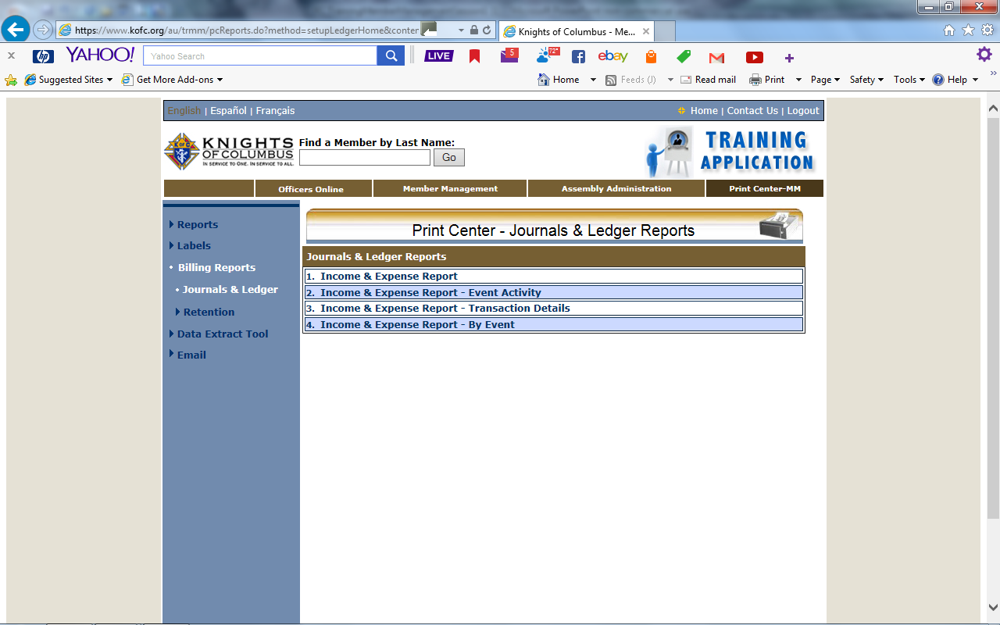 https://www.kofc.org/au/trmm/pcReports.do?method=setupLedgerHome&conter
Knights of Columbus - Me...
hp YAHOO! Yahoo Search LIVE 5 72° ebay
Suggested Sites Get More Add-ons Home Feeds (J) Read mail Print Page Safety Tools Help
English | Español | Français Home | Contact Us | Logout
KNIGHTS OF COLUMBUS
IN SERVICE TO ONE. IN SERVICE TO ALL.
Find a Member by Last Name:
Go
TRAINING
APPLICATION
Officers Online Member Management Assembly Administration Print Center-MM
Reports
Labels
Billing Reports
Journals & Ledger
Retention
Data Extract Tool
Email
Print Center - Journals & Ledger Reports
Journals & Ledger Reports
1. Income & Expense Report
2. Income & Expense Report - Event Activity
3. Income & Expense Report - Transaction Details
4. Income & Expense Report - By Event